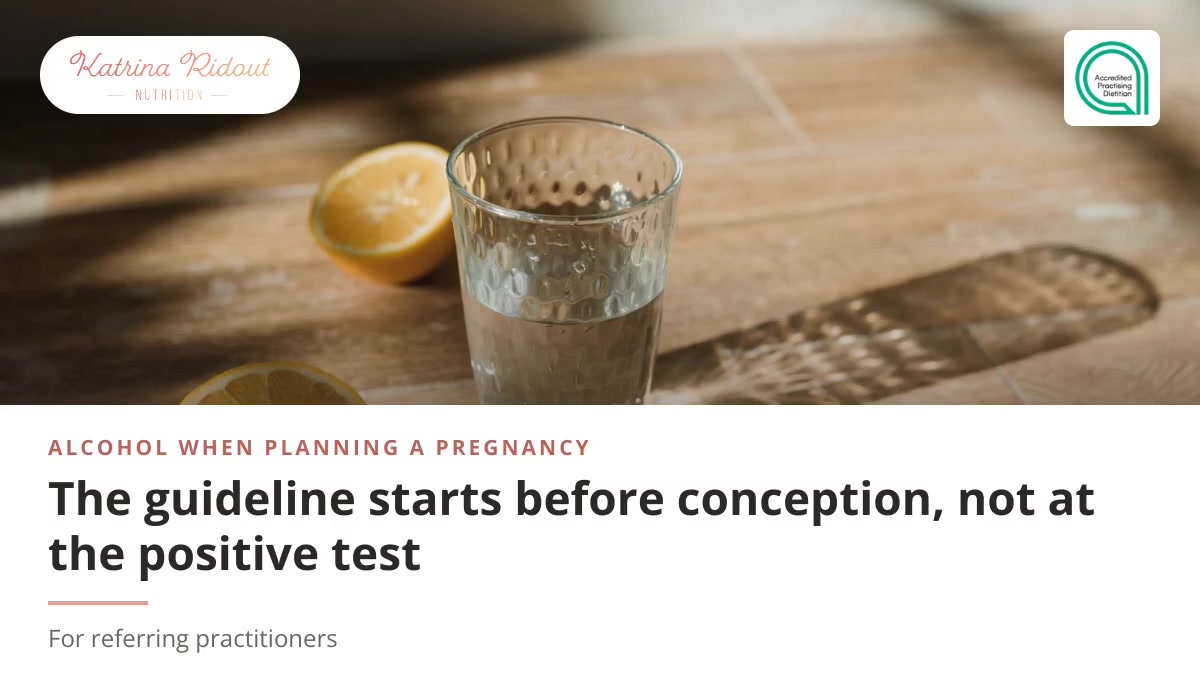 Katrina Ridout
NUTRITION
Accredited
Practising
Dietitian
ALCOHOL WHEN PLANNING A PREGNANCY
The guideline starts before conception, not at
the positive test
For referring practitioners